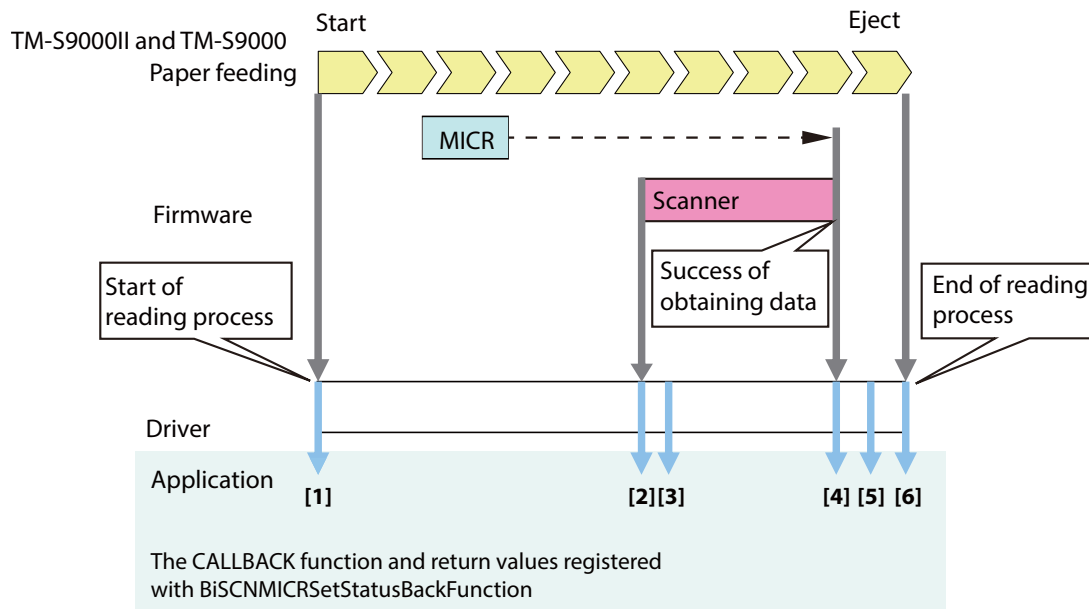 Start
Eject
TM-S9000II and TM-S9000
Paper feeding
MICR
Scanner
Firmware
Success of
obtaining data
Start of
reading process
End of reading
process
Driver
Application
[1]
[2]
[3]
[4]
[5]
[6]
The CALLBACK function and return values registered
with BiSCNMICRSetStatusBackFunction